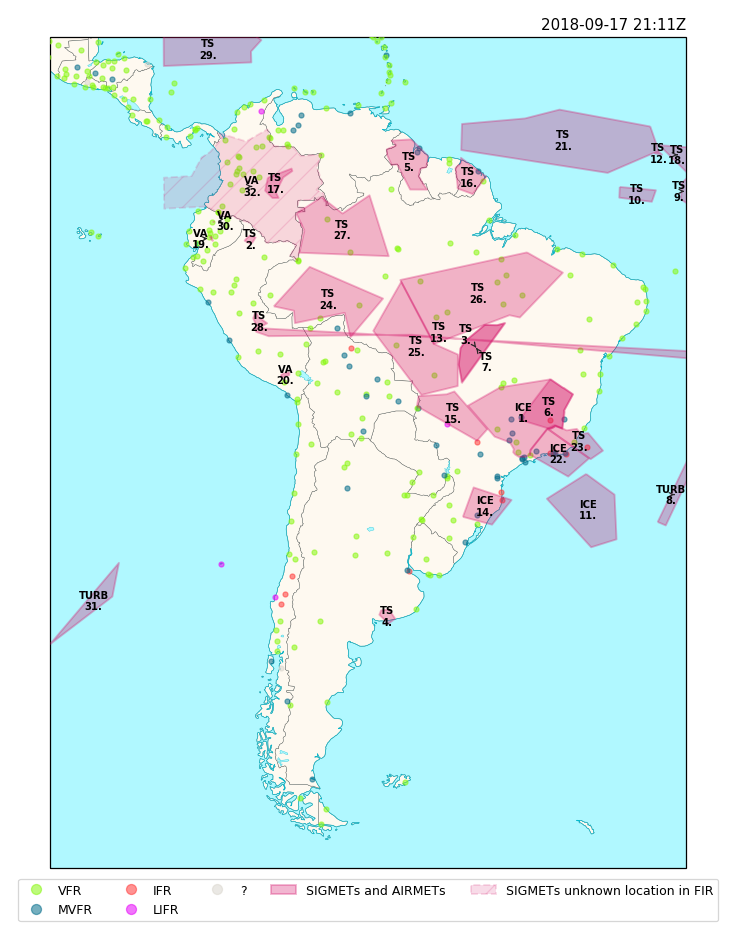 2018-09-17 21:11Z
TS
29.
TS
21.
TS
12.
TS
18.
TS
5.
TS
16.
VA
32.
TS
17.
TS
10.
TS
9.
VA
30.
VA
19.
TS
2.
TS
27.
TS
24.
TS
26.
TS
28.
TS
13.
TS
3.
TS
25.
TS
7.
VA
20.
TS
15.
ICE
1.
TS
6.
TS
23.
ICE
22.
TURB
8.
ICE
14.
ICE
11.
TURB
31.
TS
4.
VFR
IFR
?
SIGMETs and AIRMETs
SIGMETs unknown location in FIR
MVFR
LIFR